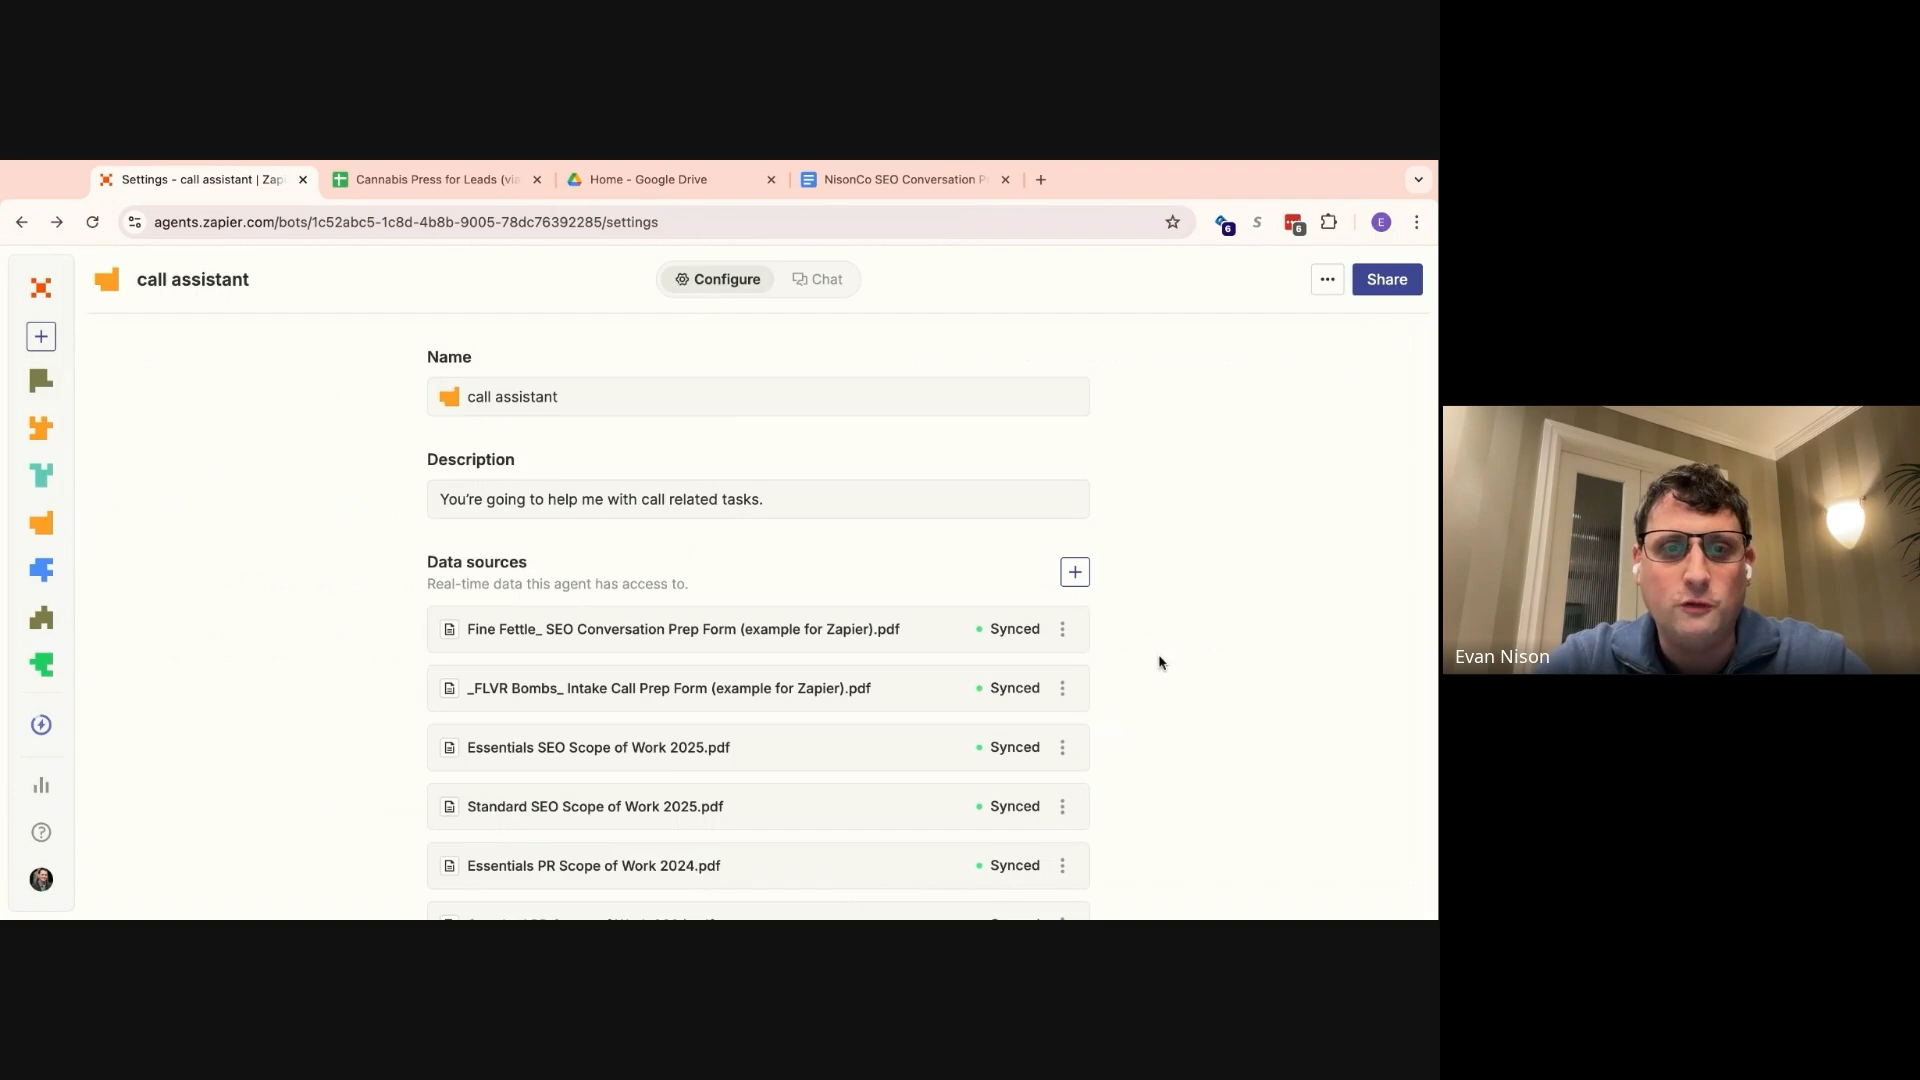 Settings - call assistant | Zap
Cannabis Press for Leads (via
Home - Google Drive
NisonCo SEO Conversation P
agents.zapier.com/bots/1c52abc5-1c8d-4b8b-9005-78dc76392285/settings
6
S
6
E
call assistant
Configure
Chat
Share
Name
call assistant
Description
You're going to help me with call related tasks.
Data sources
Real-time data this agent has access to.
Fine Fettle_ SEO Conversation Prep Form (example for Zapier).pdf
Synced
_FLVR Bombs_ Intake Call Prep Form (example for Zapier).pdf
Synced
Essentials SEO Scope of Work 2025.pdf
Synced
Standard SEO Scope of Work 2025.pdf
Synced
Essentials PR Scope of Work 2024.pdf
Synced
Evan Nison